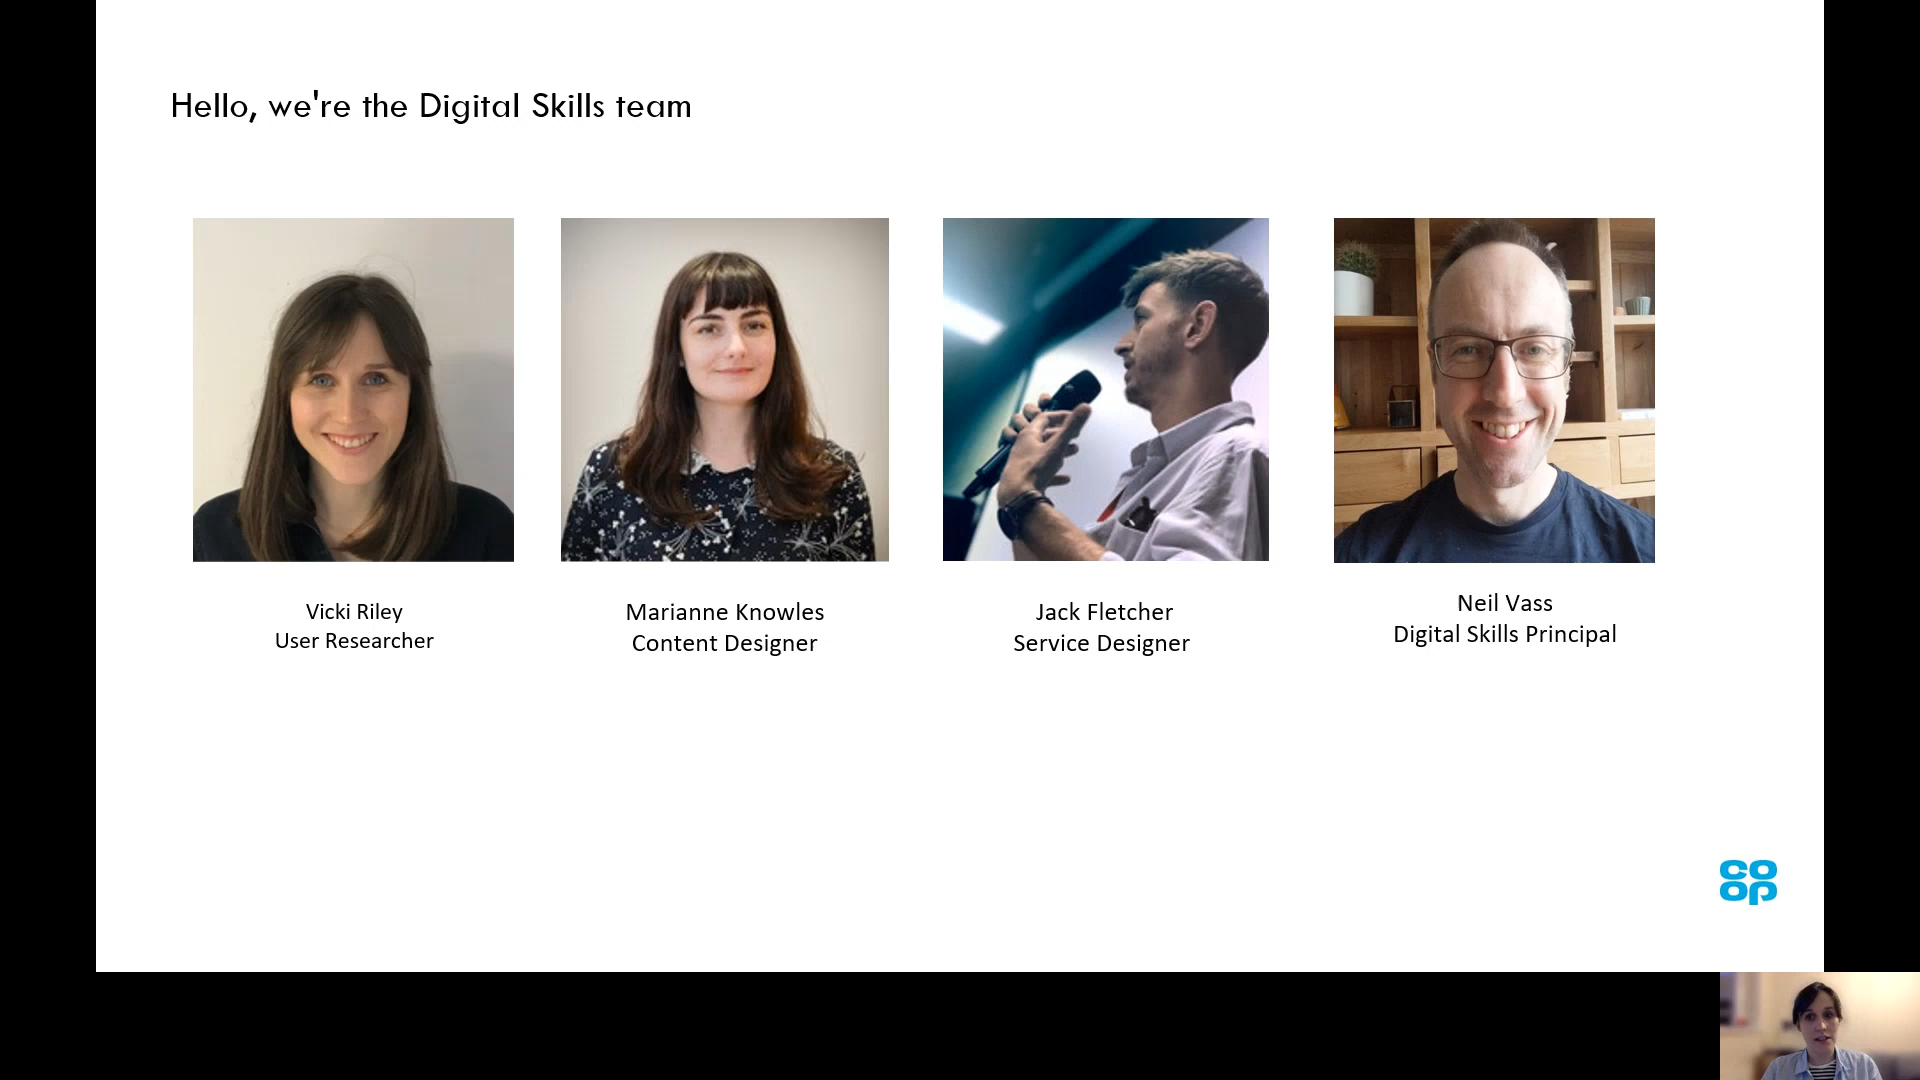 Hello, we're the Digital Skills team
Vicki Riley
User Researcher
Marianne Knowles
Content Designer
Jack Fletcher
Service Designer
Neil Vass
Digital Skills Principal
co
op